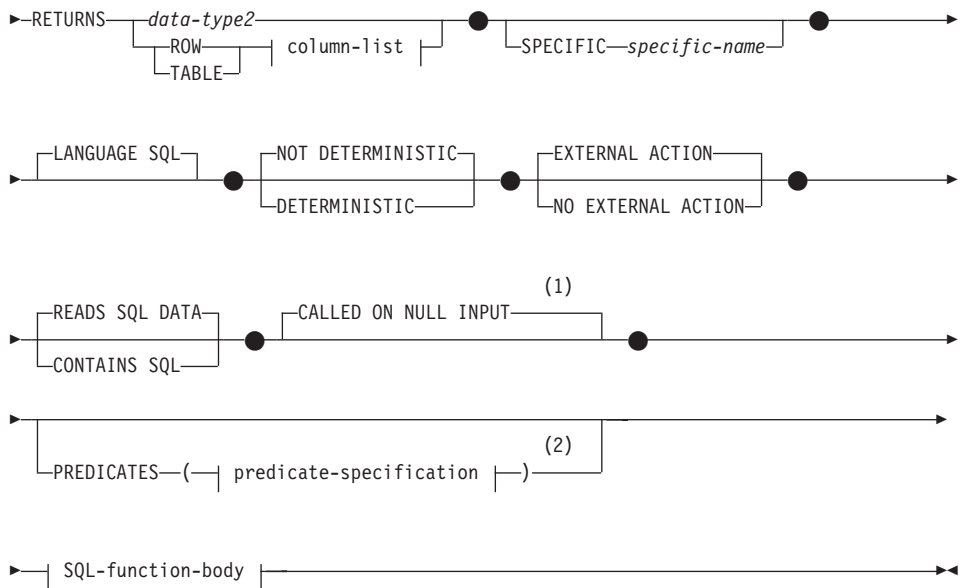 RETURNS data-type2
ROW column-list SPECIFIC specific-name
TABLE
LANGUAGE SQL NOT DETERMINISTIC EXTERNAL ACTION
DETERMINISTIC NO EXTERNAL ACTION
(1)
READS SQL DATA CALLED ON NULL INPUT
CONTAINS SQL
(2)
PREDICATES ( predicate-specification )
SQL-function-body